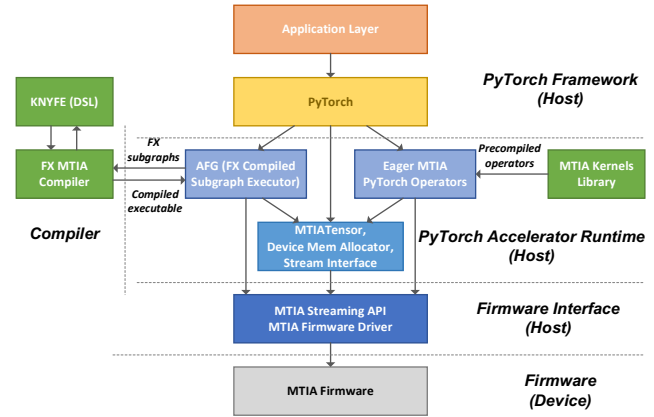 Application Layer
PyTorch
PyTorch Framework
(Host)
KNYFE (DSL)
FX
subgraphs
Precompiled
operators
FX MTIA
Compiler
AFG (FX Compiled
Subgraph Executor)
Eager MTIA
PyTorch Operators
MTIA Kernels
Library
Compiled
executable
Compiler
MTIATensor,
Device Mem Allocator,
Stream Interface
PyTorch Accelerator Runtime
(Host)
MTIA Streaming API
MTIA Firmware Driver
Firmware Interface
(Host)
MTIA Firmware
Firmware
(Device)